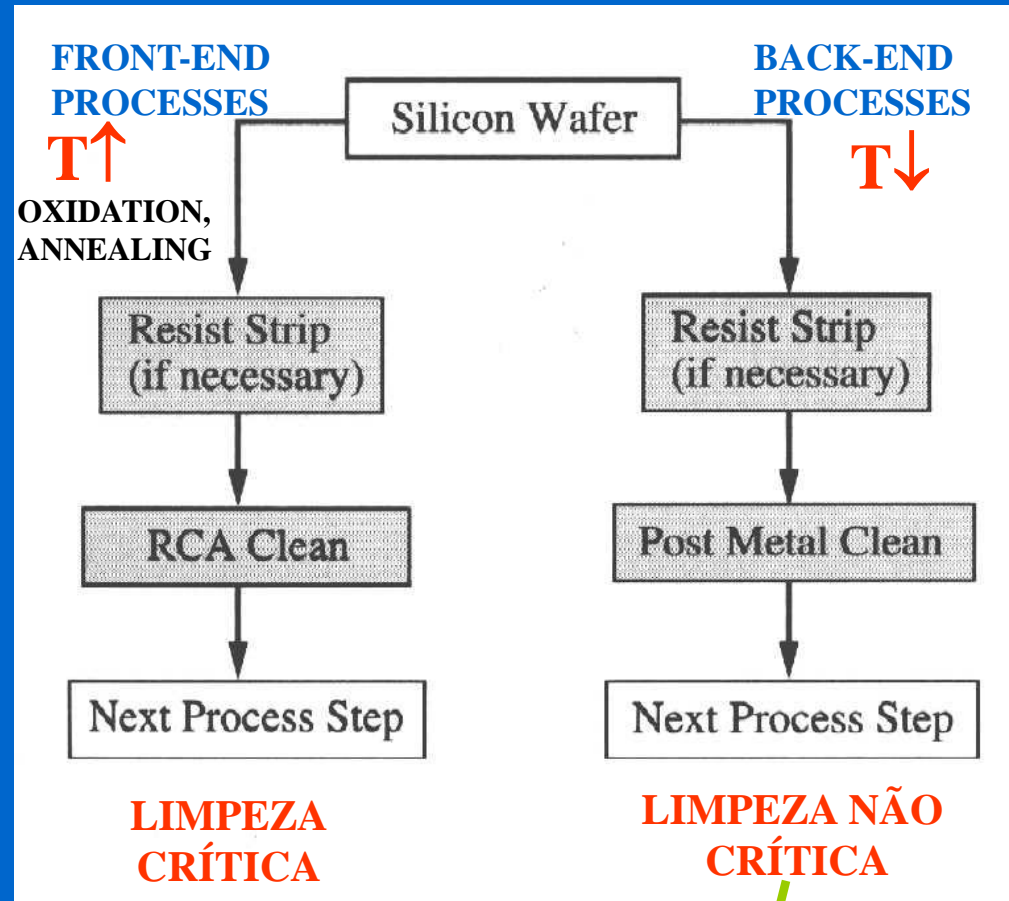 FRONT-END
PROCESSES
T↑
OXIDATION,
ANNEALING
Silicon Wafer
BACK-END
PROCESSES
T↓
Resist Strip
(if necessary)
RCA Clean
Next Process Step
LIMPEZA
CRÍTICA
Resist Strip
(if necessary)
Post Metal Clean
Next Process Step
LIMPEZA NÃO
CRÍTICA